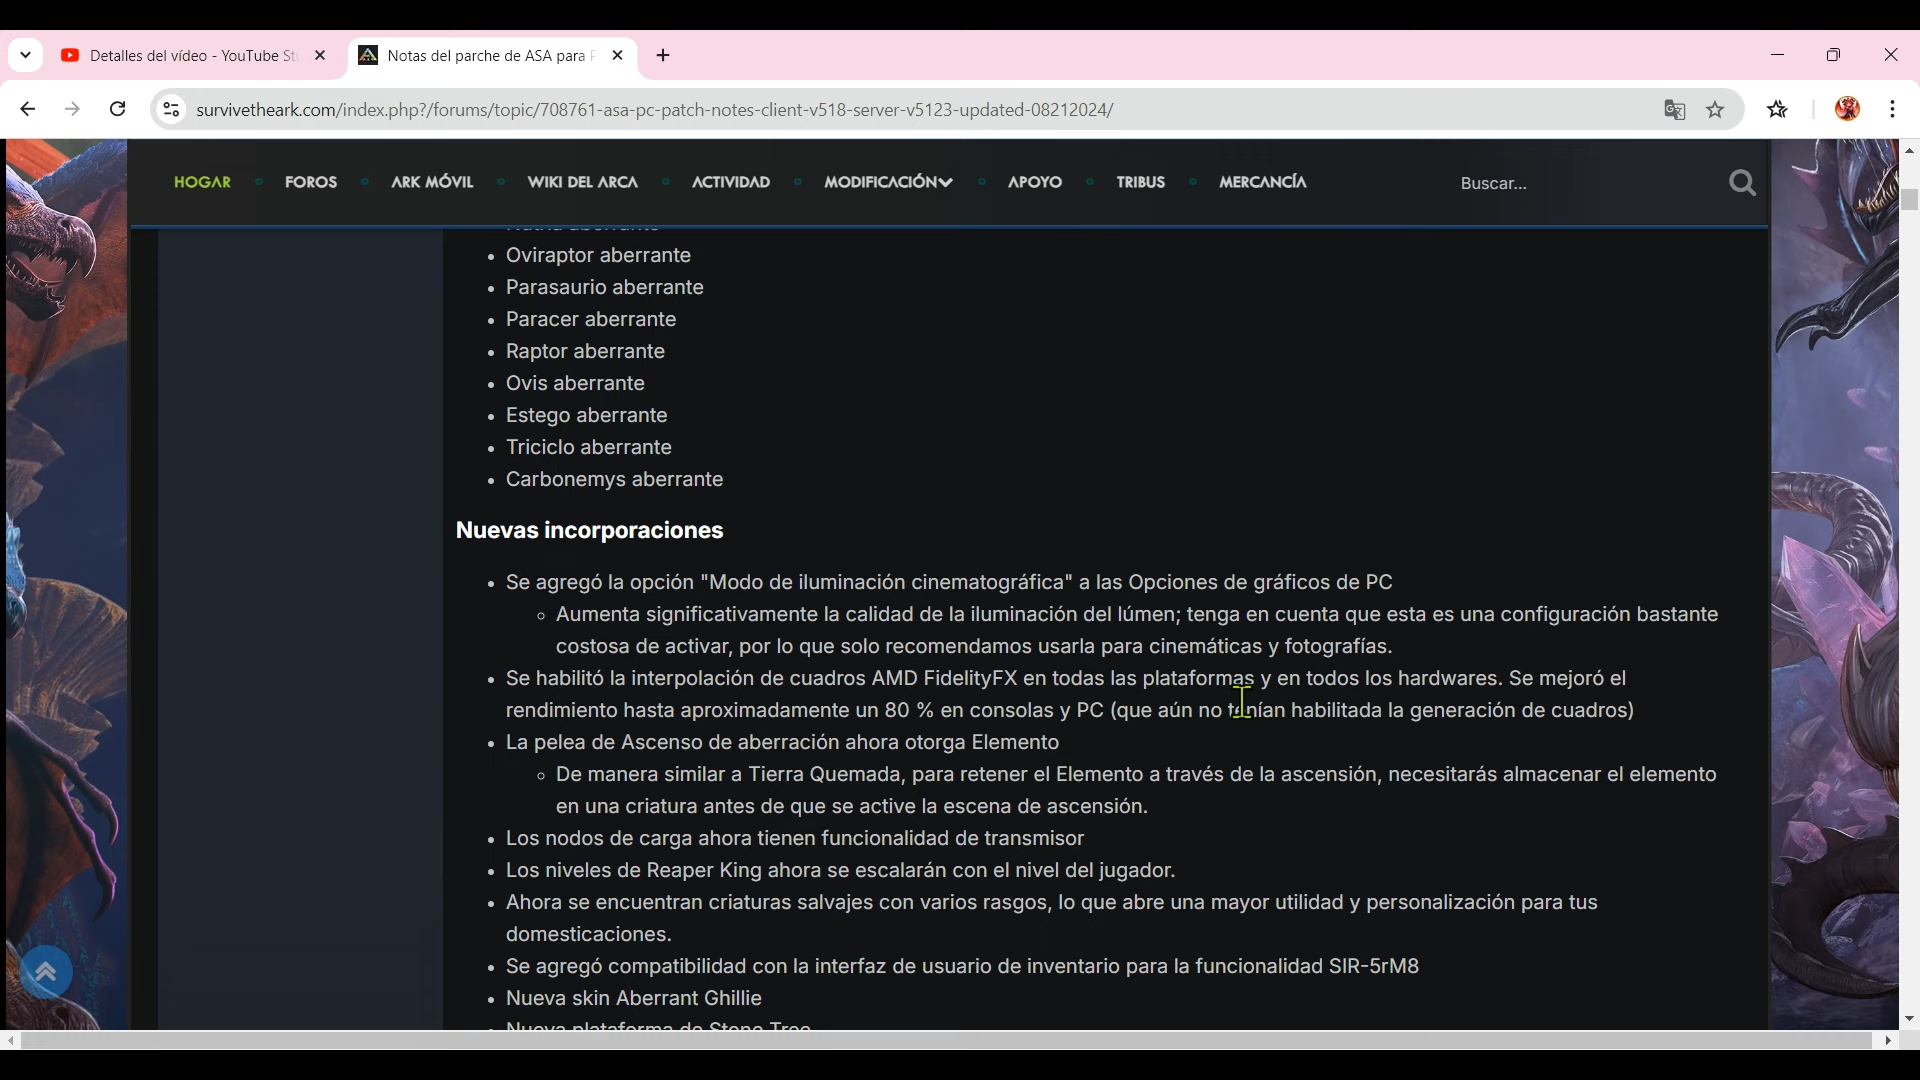 Detalles del vídeo - YouTube St
Notas del parche de ASA para P
survivetheark.com/index.php?/forums/topic/708761-asa-pc-patch-notes-client-v518-server-v5123-updated-08212024/
HOGAR FOROS ARK MÓVIL WIKI DEL ARCA ACTIVIDAD MODIFICACIÓN APOYO TRIBUS MERCANCÍA Buscar...
Oviraptor aberrante
Parasaurio aberrante
Paracer aberrante
Raptor aberrante
Ovis aberrante
Estego aberrante
Triciclo aberrante
Carbonemys aberrante
Nuevas incorporaciones
Se agregó la opción "Modo de iluminación cinematográfica" a las Opciones de gráficos de PC
Aumenta significativamente la calidad de la iluminación del lúmen; tenga en cuenta que esta es una configuración bastante
costosa de activar, por lo que solo recomendamos usarla para cinemáticas y fotografías.
Se habilitó la interpolación de cuadros AMD FidelityFX en todas las plataformas y en todos los hardwares. Se mejoró el
rendimiento hasta aproximadamente un 80 % en consolas y PC (que aún no tenían habilitada la generación de cuadros)
La pelea de Ascenso de aberración ahora otorga Elemento
De manera similar a Tierra Quemada, para retener el Elemento a través de la ascensión, necesitarás almacenar el elemento
en una criatura antes de que se active la escena de ascensión.
Los nodos de carga ahora tienen funcionalidad de transmisor
Los niveles de Reaper King ahora se escalarán con el nivel del jugador.
Ahora se encuentran criaturas salvajes con varios rasgos, lo que abre una mayor utilidad y personalización para tus
domesticaciones.
Se agregó compatibilidad con la interfaz de usuario de inventario para la funcionalidad SIR-5rM8
Nueva skin Aberrant Ghillie
Nueva plataforma de Stone Tree